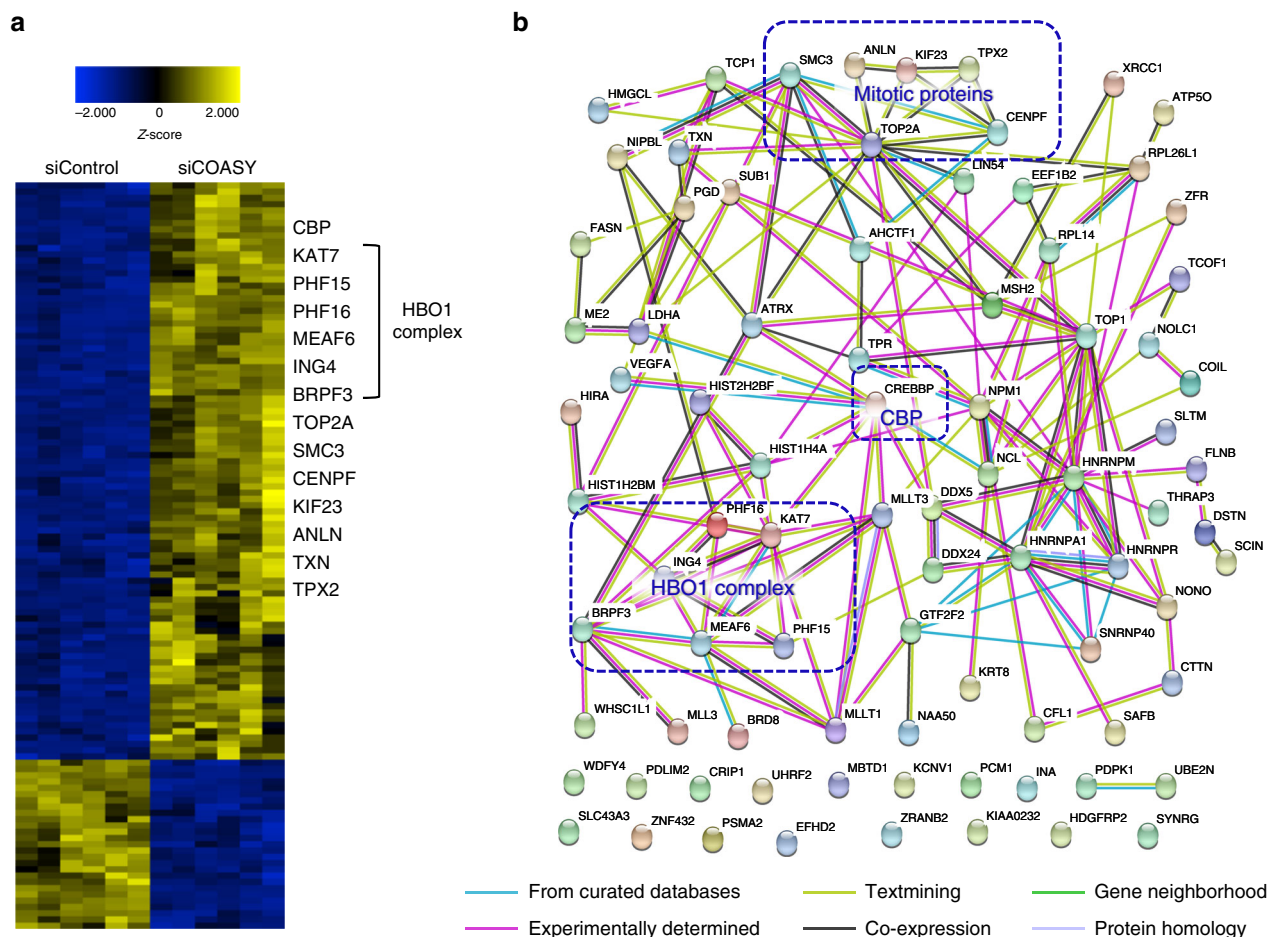 a
−2.000 0 2.000
Z-score
siControl siCOASY
CBP
KAT7
PHF15
PHF16
MEAF6
ING4
BRPF3
TOP2A
SMC3
CENPF
KIF23
ANLN
TXN
TPX2
HBO1
complex
b
Mitotic proteins
TCP1
SMC3
ANLN
KIF23
TPX2
XRCC1
HMGCL
ATP5O
CENPF
TOP2A
NIPBL
TXN
RPL26L1
LIN54
SUB1
EEF1B2
PGD
ZFR
FASN
AHCTF1
RPL14
TCOF1
MSH2
ME2
LDHA
ATRX
TOP1
NOLC1
TPR
VEGFA
COIL
HIST2H2BF
CREBBP
CBP
NPM1
HIRA
SLTM
HIST1H4A
NCL
HNRNPM
FLNB
HIST1H2BM
DDX5
MLLT3
THRAP3
PHF16
KAT7
DSTN
ING4
DDX24
HNRNPA1
HNRNPR
SCIN
HBO1 complex
BRPF3
MEAF6
PHF15
GTF2F2
NONO
SNRNP40
KRT8
CTTN
WHSC1L1
MLL3
BRD8
MLLT1
NAA50
CFL1
SAFB
WDFY4
PDLIM2
CRIP1
UHRF2
MBTD1
KCNV1
PCM1
INA
PDPK1
UBE2N
SLC43A3
ZNF432
PSMA2
EFHD2
ZRANB2
KIAA0232
HDGFRP2
SYNRG
From curated databases
Textmining
Gene neighborhood
Experimentally determined
Co-expression
Protein homology